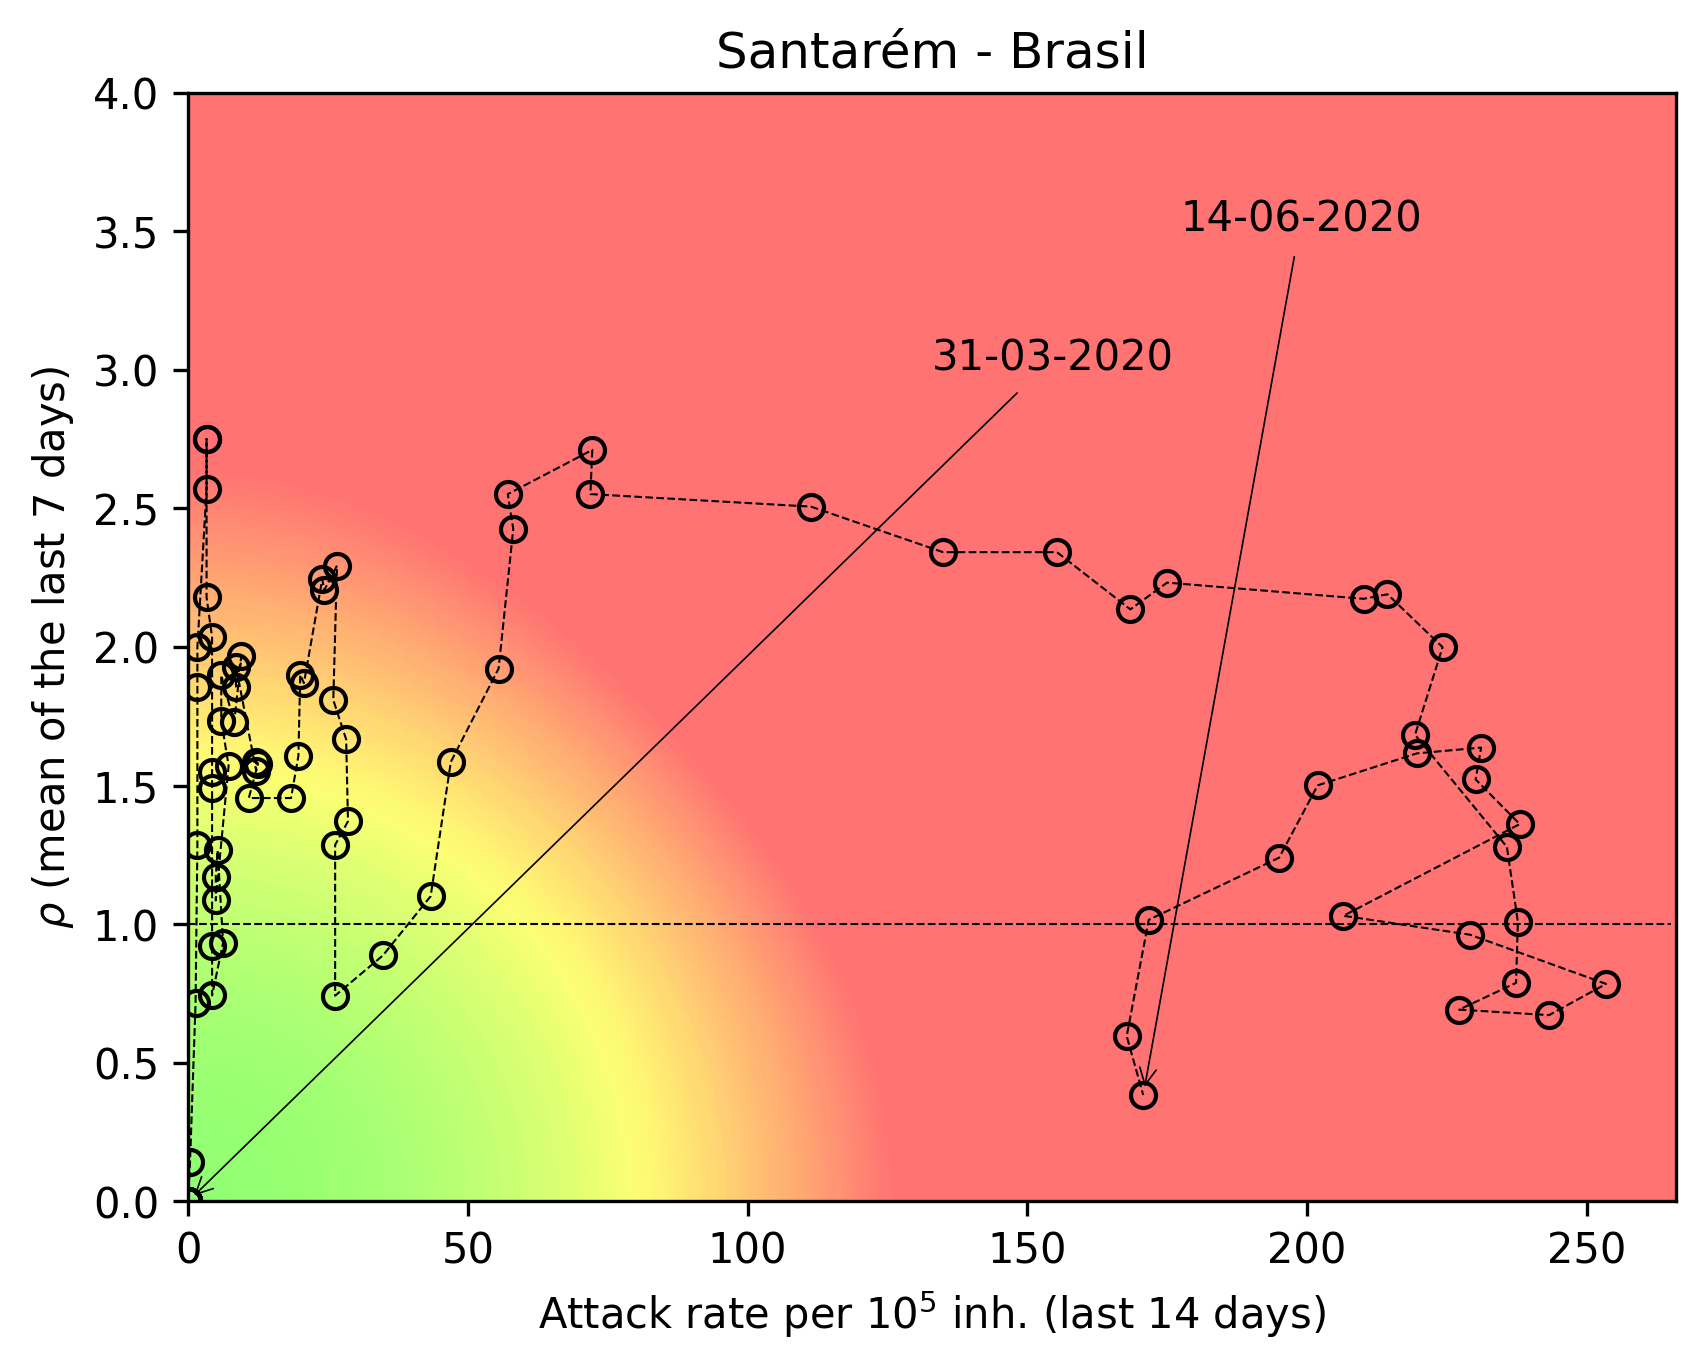 Santarém - Brasil
4.0
3.5
3.0
2.5
2.0
1.5
1.0
0.5
0.0
ρ (mean of the last 7 days)
14-06-2020
31-03-2020
0 50 100 150 200 250
Attack rate per 10⁵ inh. (last 14 days)